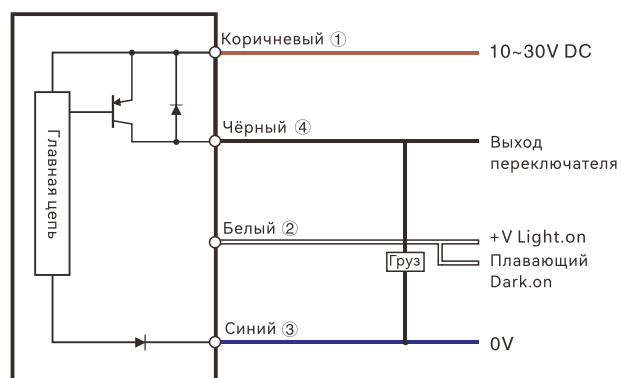 Коричневый ①
10~30V DC
Главная цепь
Чёрный ④
Выход
переключателя
Белый ②
+V Light.on
Груз
Плавающий
Dark.on
Синий ③
0V